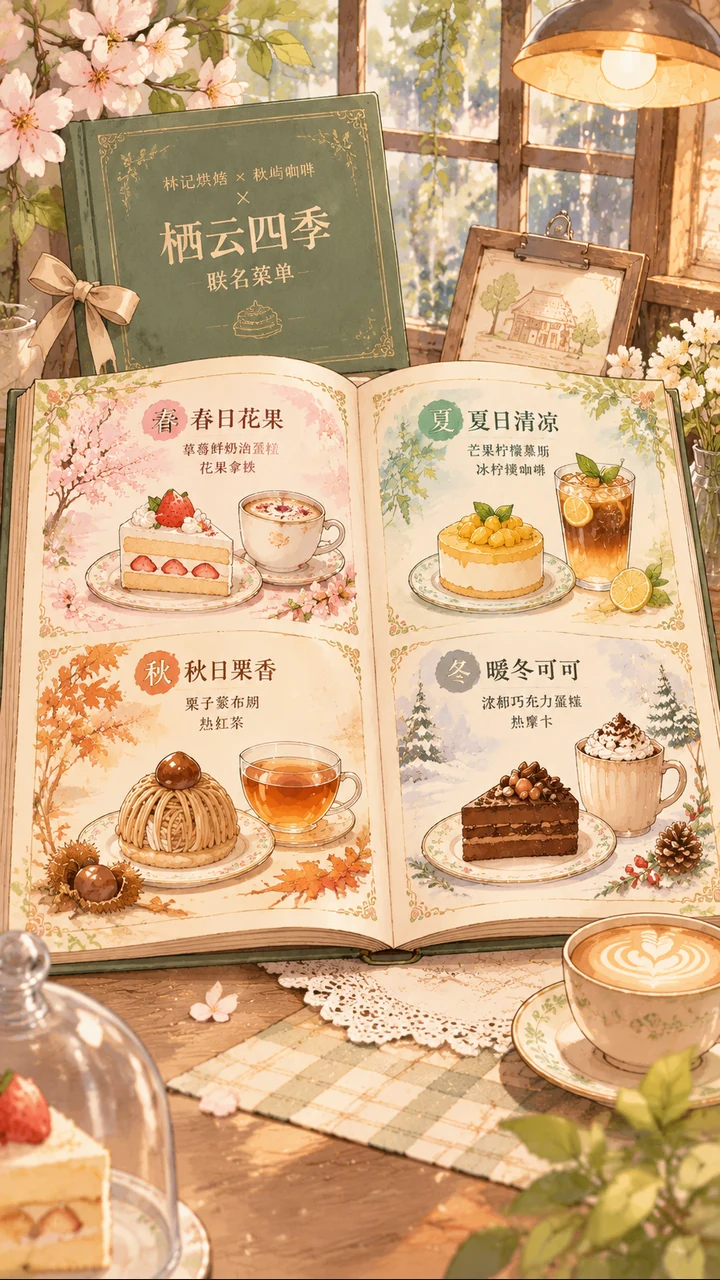 林记烘焙 × 秋屿咖啡
×
栖云四季
联名菜单
春 春日花果
草莓鲜奶油蛋糕
花果拿铁
夏 夏日清凉
芒果柠檬慕斯
冰柠檬咖啡
秋 秋日栗香
栗子蒙布朗
热红茶
冬 暖冬可可
浓郁巧克力蛋糕
热摩卡